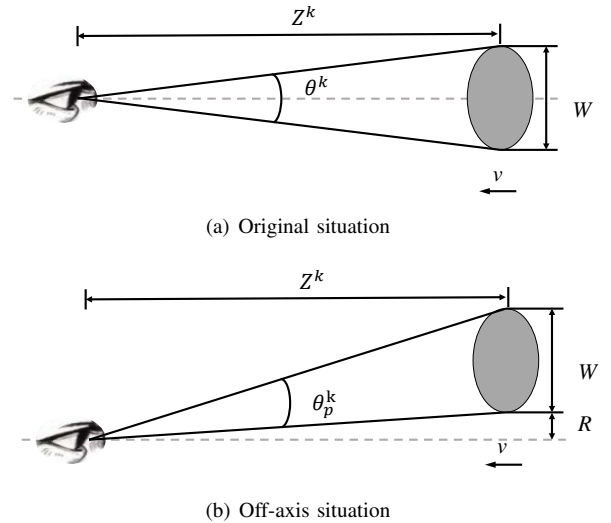 Z^k
θ^k
W
v
(a) Original situation
Z^k
θ_p^k
W
R
v
(b) Off-axis situation